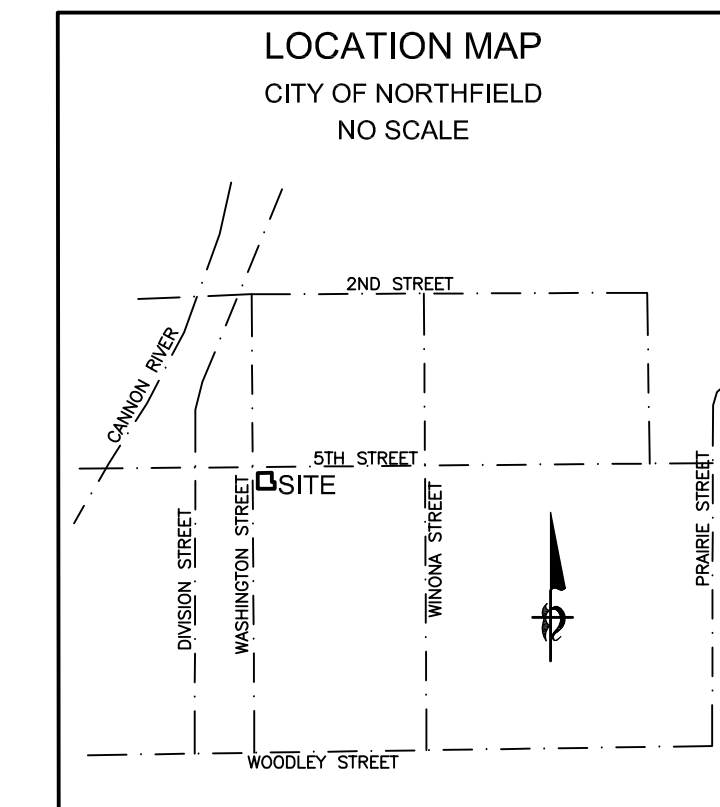 LOCATION MAP
CITY OF NORTHFIELD
NO SCALE
2ND STREET
CANNON RIVER
5TH STREET
SITE
DIVISION STREET
WASHINGTON STREET
WINONA STREET
PRAIRIE STREET
WOODLEY STREET